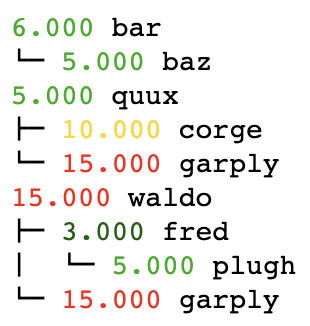 6.000 bar
└─ 5.000 baz
5.000 quux
├─ 10.000 corge
└─ 15.000 garply
15.000 waldo
├─ 3.000 fred
│  └─ 5.000 plugh
└─ 15.000 garply